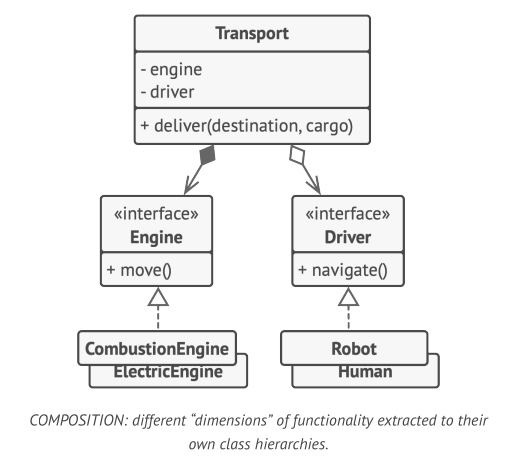 Transport
- engine
- driver
+ deliver(destination, cargo)
«interface»
Engine
+ move()
«interface»
Driver
+ navigate()
CombustionEngine
ElectricEngine
Robot
Human
COMPOSITION: different “dimensions” of functionality extracted to their
own class hierarchies.